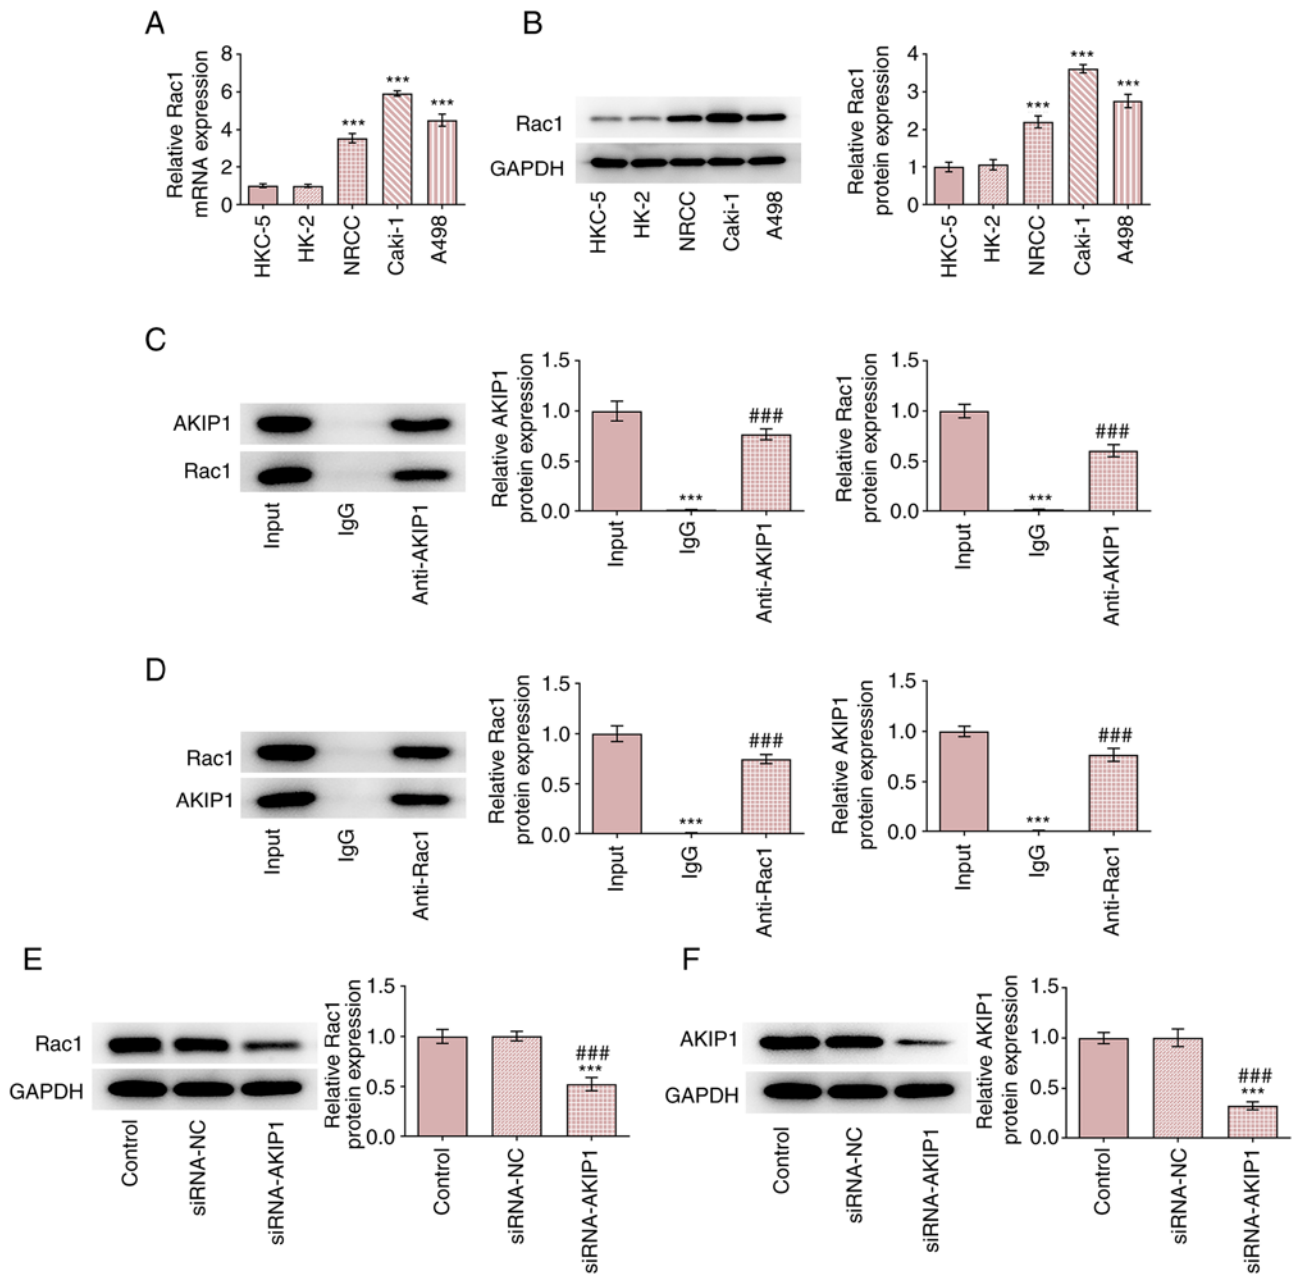 A
Relative Rac1
mRNA expression
8
6
4
2
0
***
***
***
HKC-5
HK-2
NRCC
Caki-1
A498
B
Rac1
GAPDH
HKC-5
HK-2
NRCC
Caki-1
A498
Relative Rac1
protein expression
4
3
2
1
0
***
***
***
HKC-5
HK-2
NRCC
Caki-1
A498
C
AKIP1
Rac1
Input
IgG
Anti-AKIP1
Relative AKIP1
protein expression
1.5
1.0
0.5
0.0
***
###
Input
IgG
Anti-AKIP1
Relative Rac1
protein expression
1.5
1.0
0.5
0.0
***
###
Input
IgG
Anti-AKIP1
D
Rac1
AKIP1
Input
IgG
Anti-Rac1
Relative Rac1
protein expression
1.5
1.0
0.5
0.0
***
###
Input
IgG
Anti-Rac1
Relative AKIP1
protein expression
1.5
1.0
0.5
0.0
***
###
Input
IgG
Anti-Rac1
E
Rac1
GAPDH
Control
siRNA-NC
siRNA-AKIP1
Relative Rac1
protein expression
1.5
1.0
0.5
0.0
###
***
Control
siRNA-NC
siRNA-AKIP1
F
AKIP1
GAPDH
Control
siRNA-NC
siRNA-AKIP1
Relative AKIP1
protein expression
1.5
1.0
0.5
0.0
###
***
Control
siRNA-NC
siRNA-AKIP1